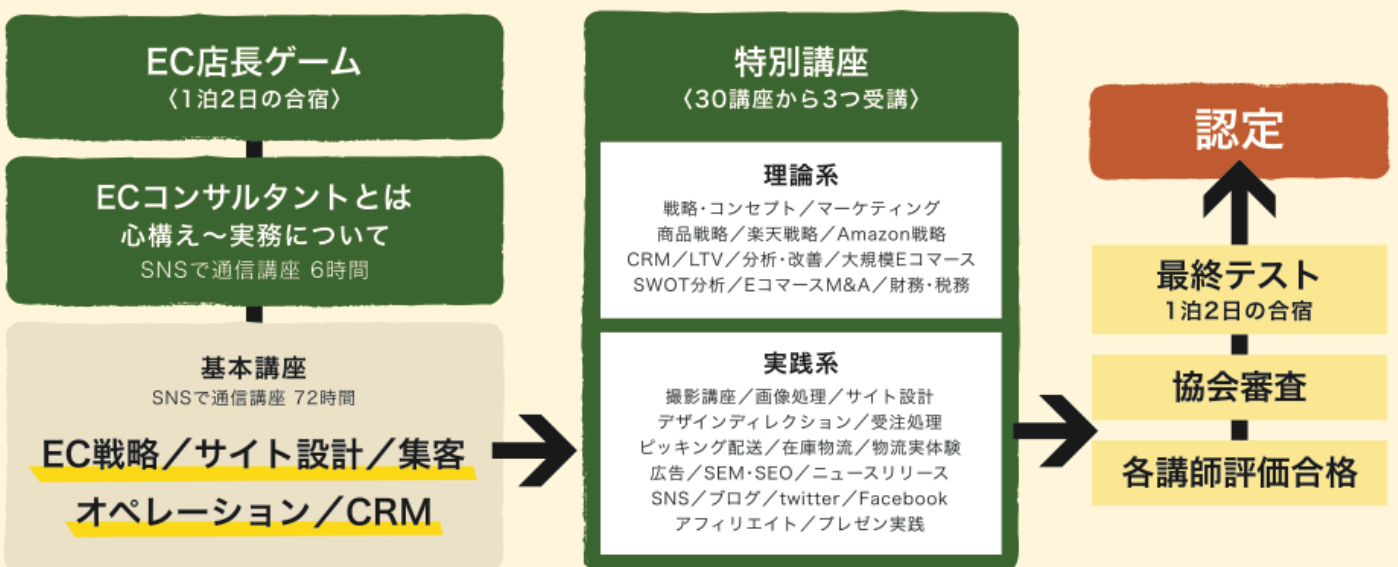 EC店長ゲーム
〈1泊2日の合宿〉
ECコンサルタントとは
心構え〜実務について
SNSで通信講座 6時間
基本講座
SNSで通信講座 72時間
EC戦略／サイト設計／集客
オペレーション／CRM
特別講座
〈30講座から3つ受講〉
理論系
戦略・コンセプト／マーケティング
商品戦略／楽天戦略／Amazon戦略
CRM／LTV／分析・改善／大規模Eコマース
SWOT分析／EコマースM&A／財務・税務
実践系
撮影講座／画像処理／サイト設計
デザインディレクション／受注処理
ピッキング配送／在庫物流／物流実体験
広告／SEM・SEO／ニュースリリース
SNS／ブログ／twitter／Facebook
アフィリエイト／プレゼン実践
認定
最終テスト
1泊2日の合宿
協会審査
各講師評価合格